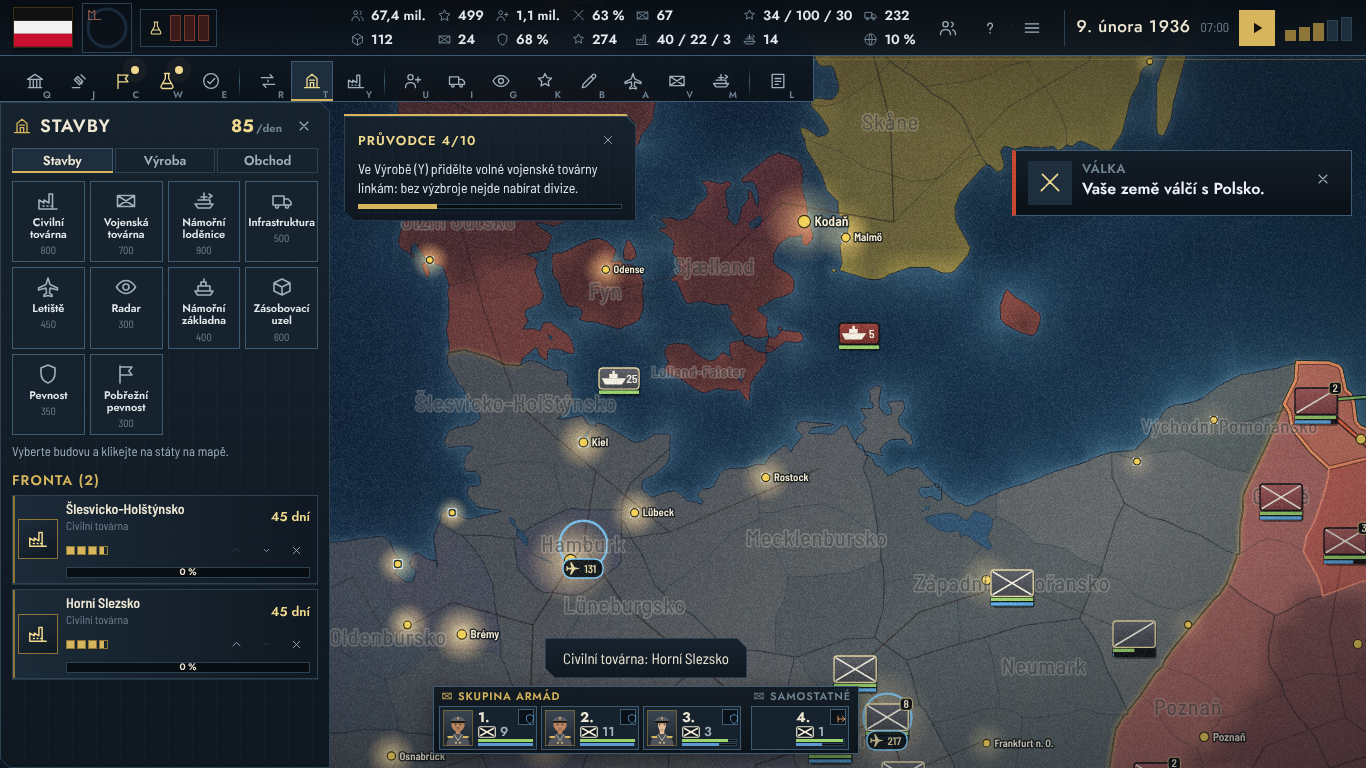 67,4 mil.
499
1,1 mil.
63 %
67
34 / 100 / 30
232
112
24
68 %
274
40 / 22 / 3
14
10 %
?
9. února 1936
07:00
Q
J
C
W
E
R
T
Y
U
I
G
K
B
A
V
M
L
STAVBY
85 /den
Stavby
Výroba
Obchod
Civilní továrna
800
Vojenská továrna
700
Námořní loděnice
900
Infrastruktura
500
Letiště
450
Radar
300
Námořní základna
400
Zásobovací uzel
600
Pevnost
350
Pobřežní pevnost
300
Vyberte budovu a klikejte na státy na mapě.
FRONTA (2)
Šlesvicko-Holštýnsko
Civilní továrna
45 dní
0 %
Horní Slezsko
Civilní továrna
45 dní
0 %
PRŮVODCE 4/10
Ve Výrobě (Y) přidělte volné vojenské továrny
linkám: bez výzbroje nejde nabírat divize.
VÁLKA
Vaše země válčí s Polskem.
Skåne
Jižní Jutsko
Kodaň
Malmö
Odense
Sjælland
Fyn
5
25
Lolland-Falster
Šlesvicko-Holštýnsko
Kiel
Rostock
Lübeck
Hamburk
131
Mecklenbursko
Lüneburgsko
Oldenbursko
Brémy
Východní Pomořansko
2
3
Neumark
Poznaň
Poznaň
Frankfurt n. O.
2
8
217
Osnabrück
Civilní továrna: Horní Slezsko
SKUPINA ARMÁD
SAMOSTATNÉ
1.
9
2.
11
3.
3
4.
1